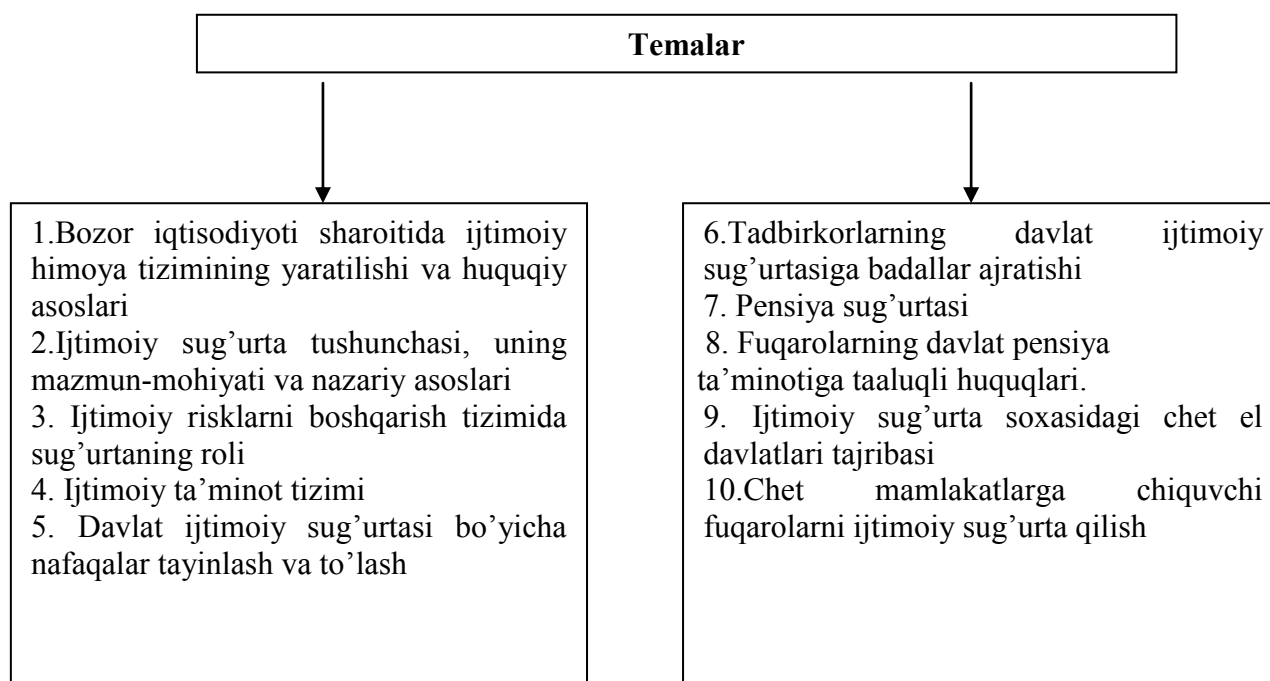 Temalar
1.Bozor iqtisodiyoti sharoitida ijtimoiy
himoya tizimining yaratilishi va huquqiy
asoslari
2.Ijtimoiy sug’urta tushunchasi, uning
mazmun-mohiyati va nazariy asoslari
3. Ijtimoiy risklarni boshqarish tizimida
sug’urtaning roli
4. Ijtimoiy ta’minot tizimi
5. Davlat ijtimoiy sug’urtasi bo’yicha
nafaqalar tayinlash va to’lash
6.Tadbirkorlarning davlat ijtimoiy
sug’urtasiga badallar ajratishi
7. Pensiya sug’urtasi
8. Fuqarolarning davlat pensiya
ta’minotiga taaluqli huquqlari.
9. Ijtimoiy sug’urta soxasidagi chet el
davlatlari tajribasi
10.Chet mamlakatlarga chiquvchi
fuqarolarni ijtimoiy sug’urta qilish